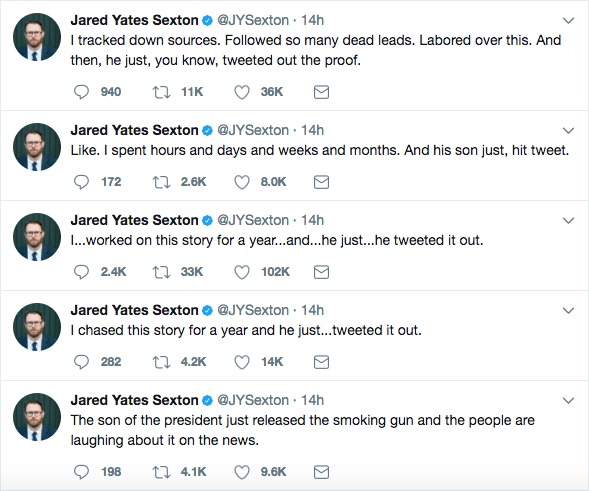 Jared Yates Sexton @JYSexton · 14h
I tracked down sources. Followed so many dead leads. Labored over this. And
then, he just, you know, tweeted out the proof.
940 11K 36K
Jared Yates Sexton @JYSexton · 14h
Like. I spent hours and days and weeks and months. And his son just, hit tweet.
172 2.6K 8.0K
Jared Yates Sexton @JYSexton · 14h
I...worked on this story for a year...and...he just...he tweeted it out.
2.4K 33K 102K
Jared Yates Sexton @JYSexton · 14h
I chased this story for a year and he just...tweeted it out.
282 4.2K 14K
Jared Yates Sexton @JYSexton · 14h
The son of the president just released the smoking gun and the people are
laughing about it on the news.
198 4.1K 9.6K